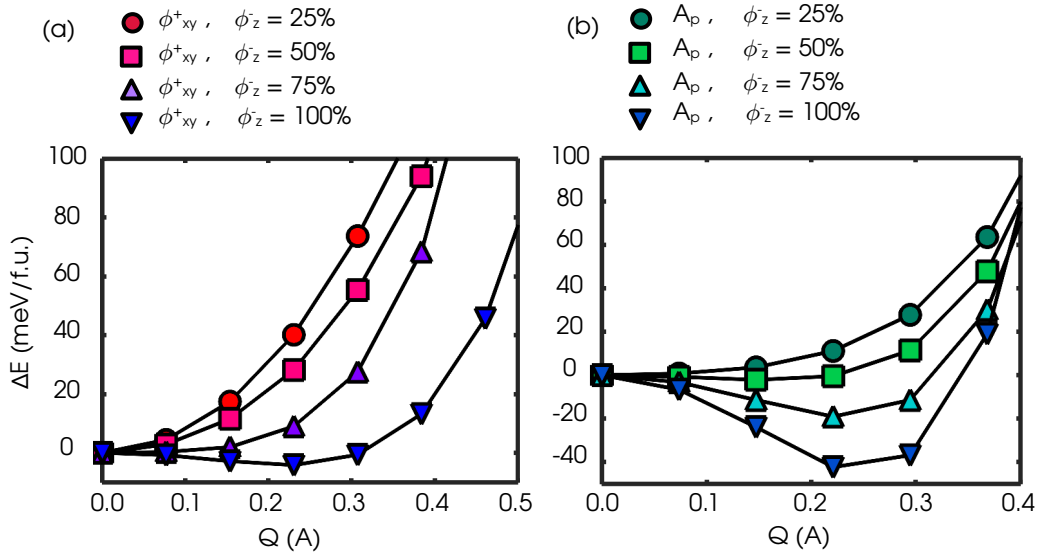 (a)
ϕ⁺xy , ϕ⁻z = 25%
ϕ⁺xy , ϕ⁻z = 50%
ϕ⁺xy , ϕ⁻z = 75%
ϕ⁺xy , ϕ⁻z = 100%
ΔE (meV/f.u.)
100
80
60
40
20
0
0.0 0.1 0.2 0.3 0.4 0.5
Q (A)
(b)
Ap , ϕ⁻z = 25%
Ap , ϕ⁻z = 50%
Ap , ϕ⁻z = 75%
Ap , ϕ⁻z = 100%
100
80
60
40
20
0
-20
-40
0.0 0.1 0.2 0.3 0.4
Q (A)